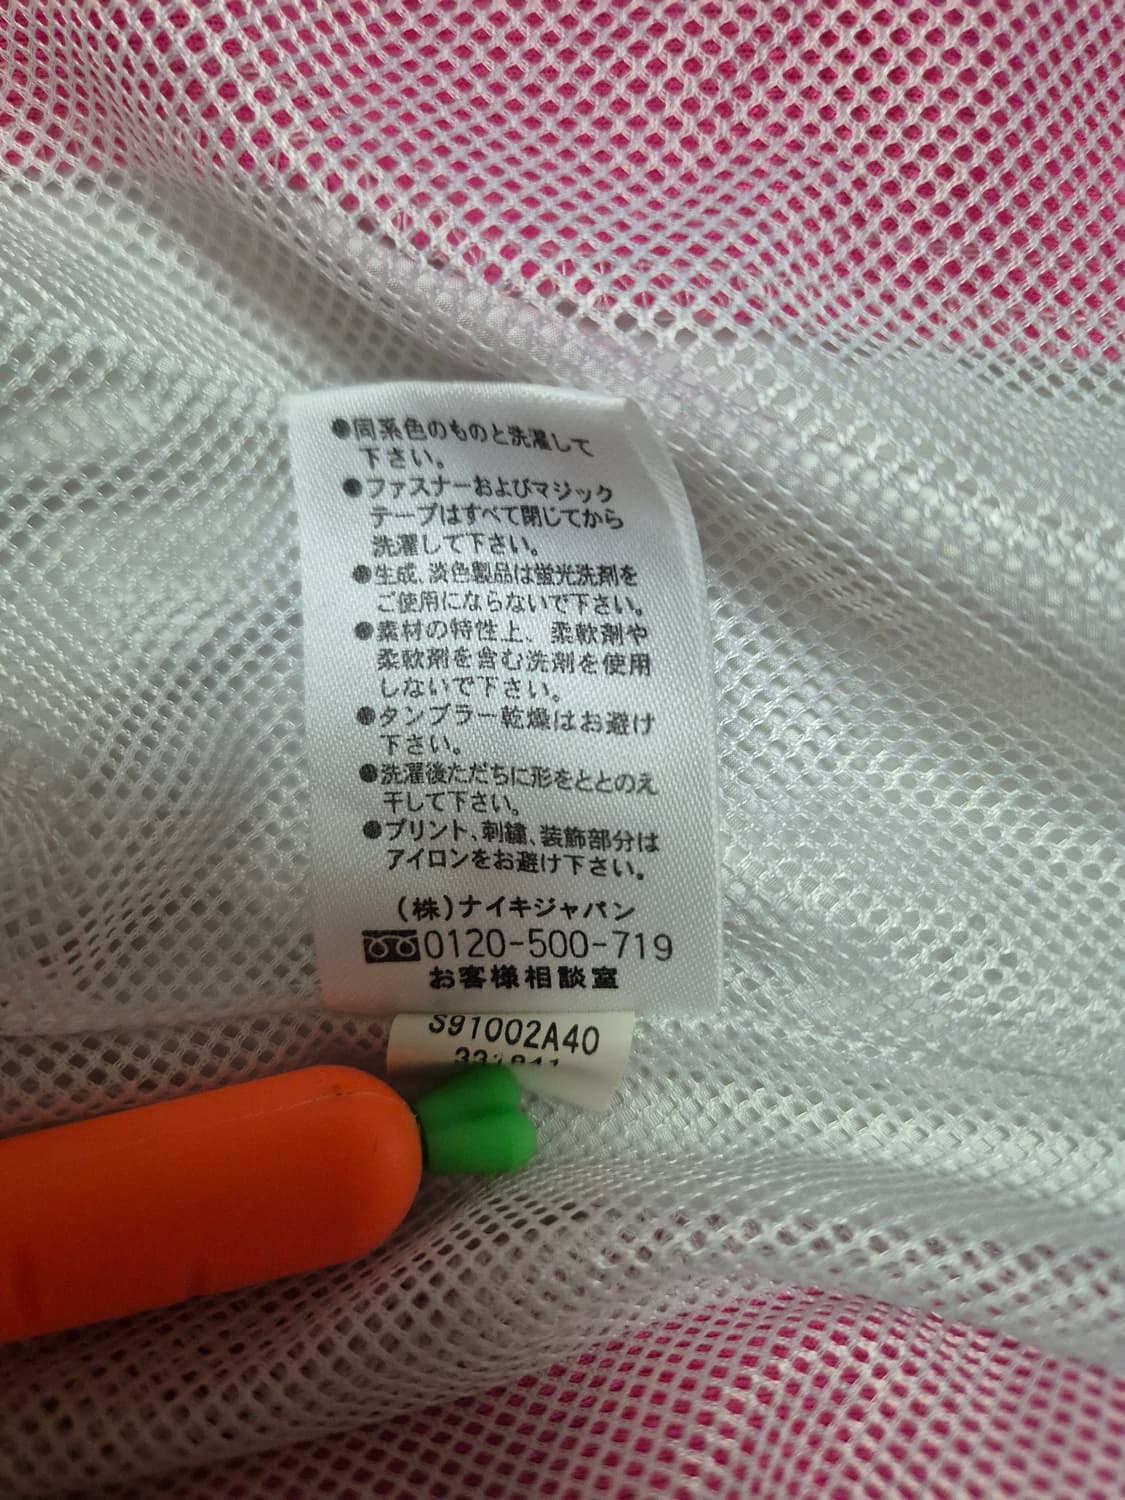 ●同系色のものと洗濯して
下さい。
●ファスナーおよびマジック
テープはすべて閉じてから
洗濯して下さい。
●生成、淡色製品は蛍光洗剤を
ご使用にならないで下さい。
●素材の特性上、柔軟剤や
柔軟剤を含む洗剤を使用
しないで下さい。
●タンブラー乾燥はお避け
下さい。
●洗濯後ただちに形をととのえ
干して下さい。
●プリント、刺繍、装飾部分は
アイロンをお避け下さい。
(株)ナイキジャパン
0120-500-719
お客様相談室
S91002A40